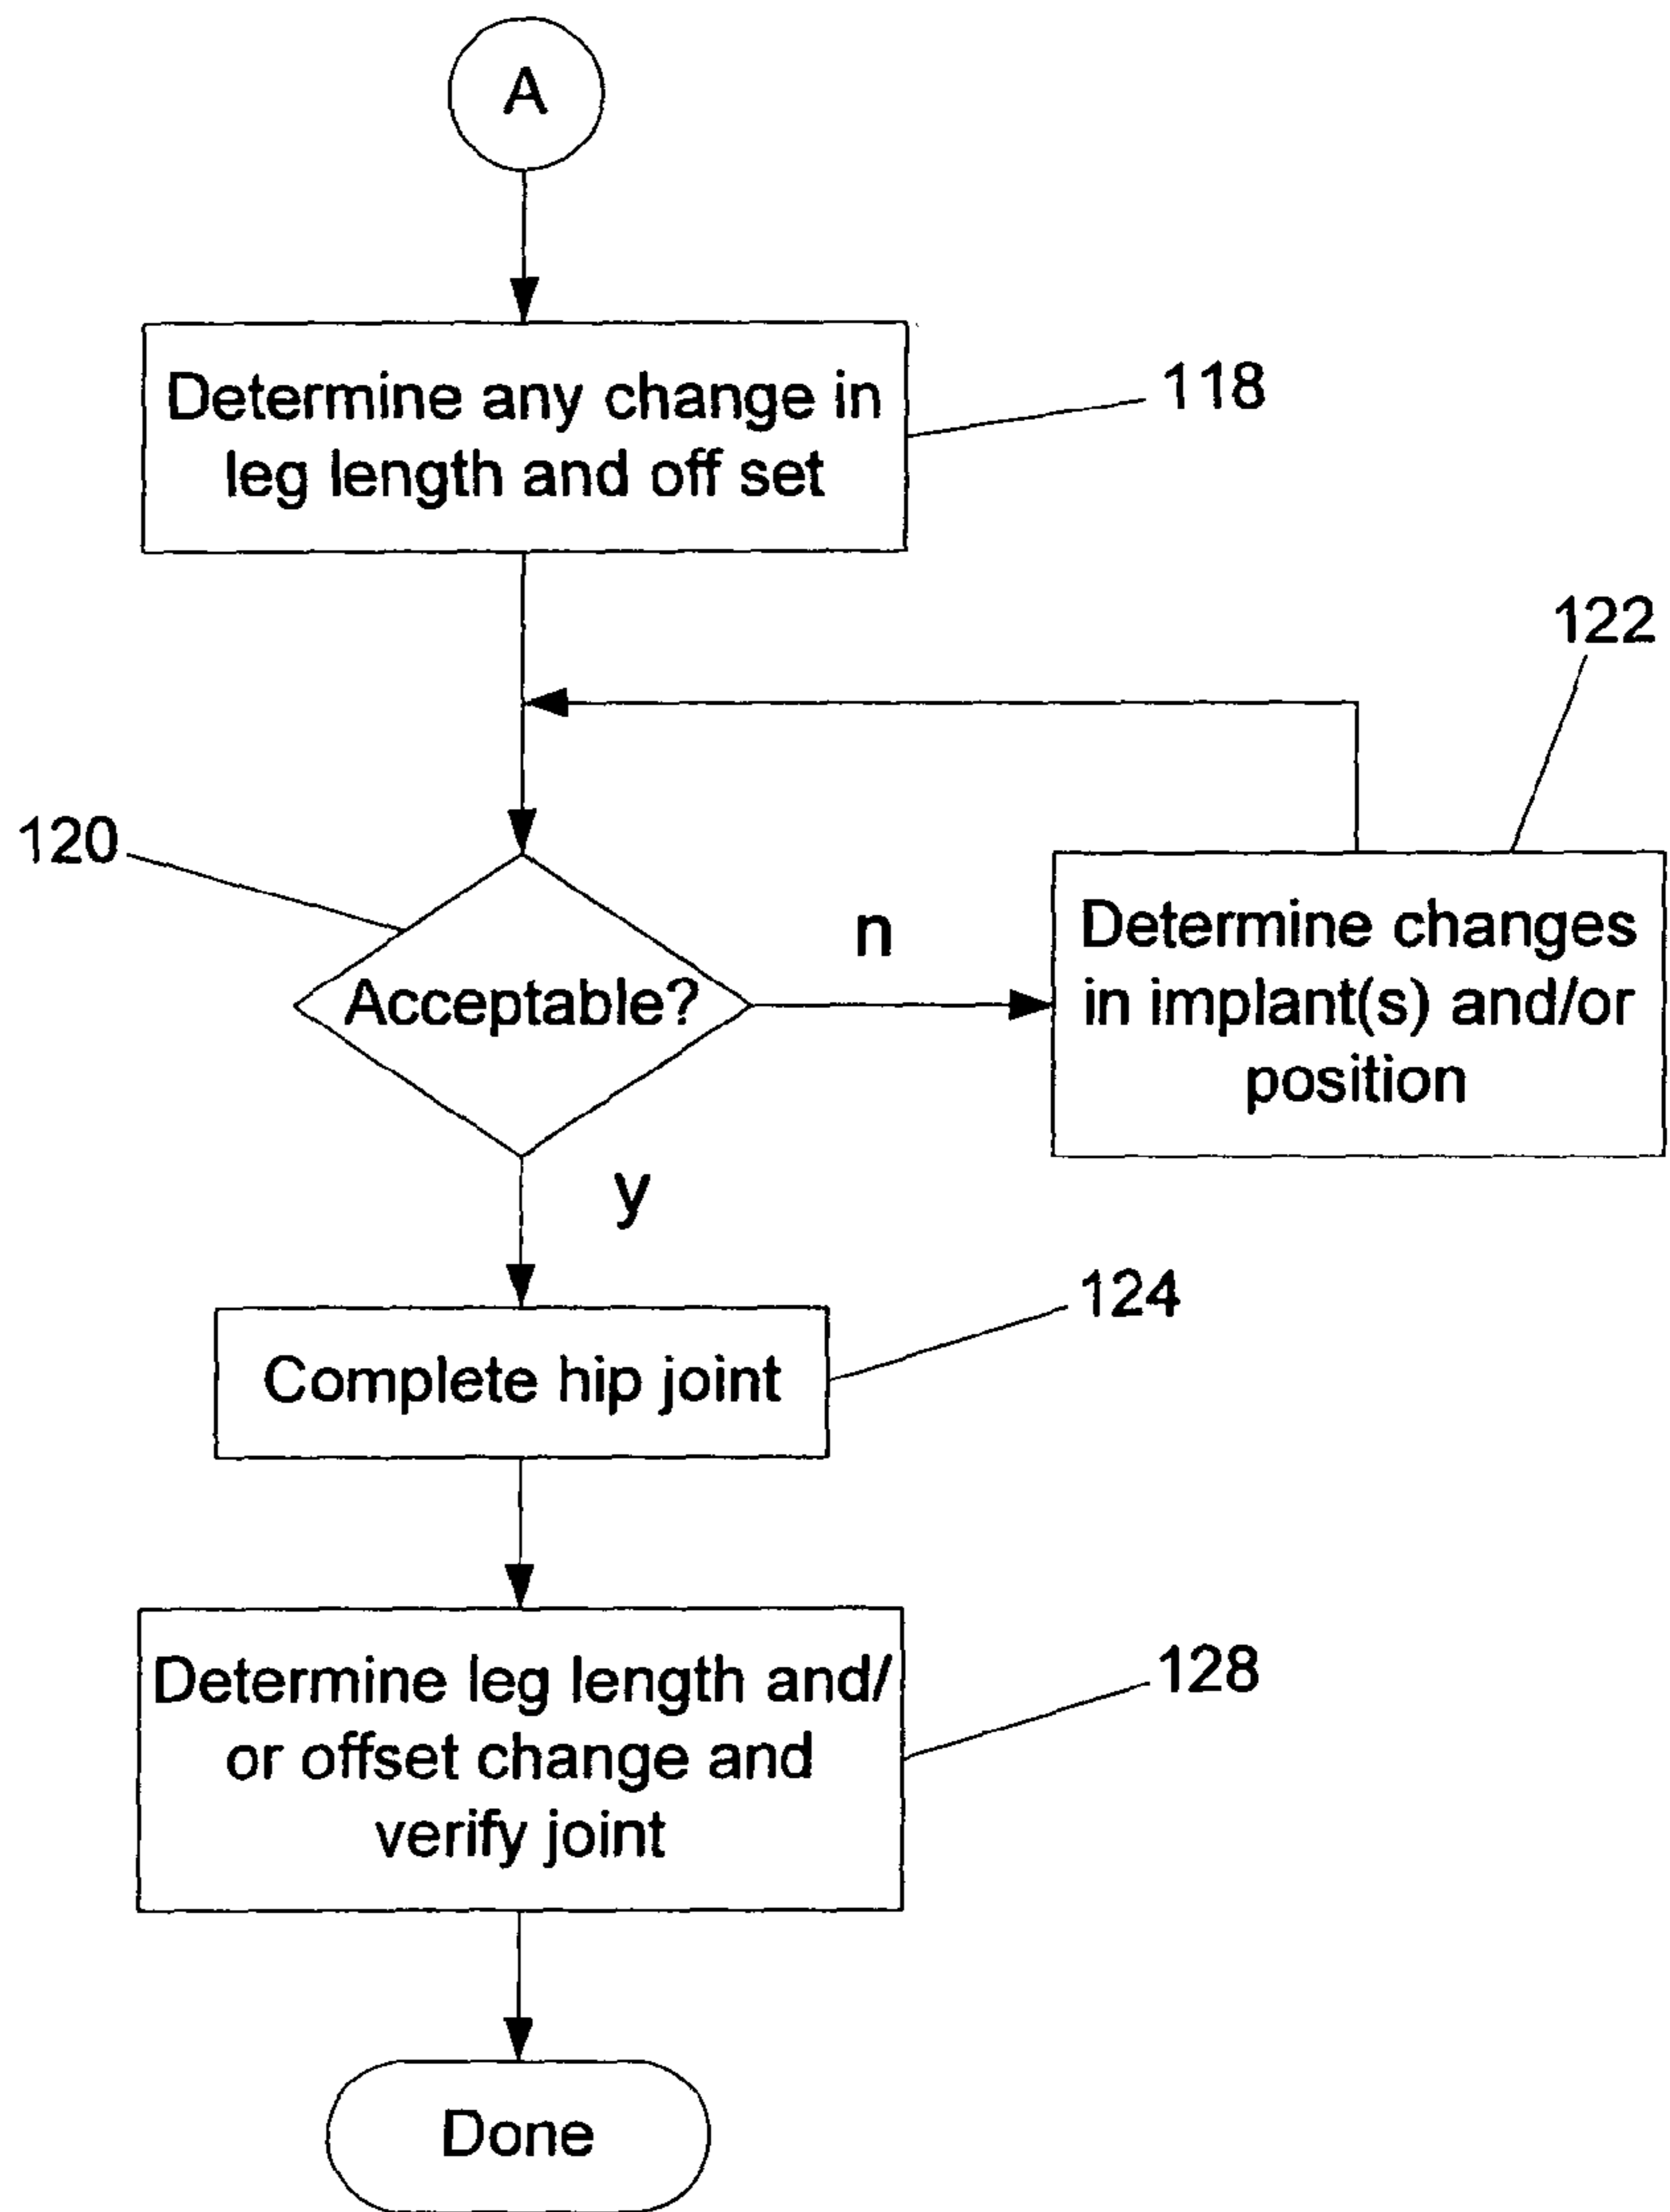 A
Determine any change in
leg length and off set
118
122
120
Acceptable?
n
Determine changes
in implant(s) and/or
position
y
124
Complete hip joint
Determine leg length and/
or offset change and
verify joint
128
Done